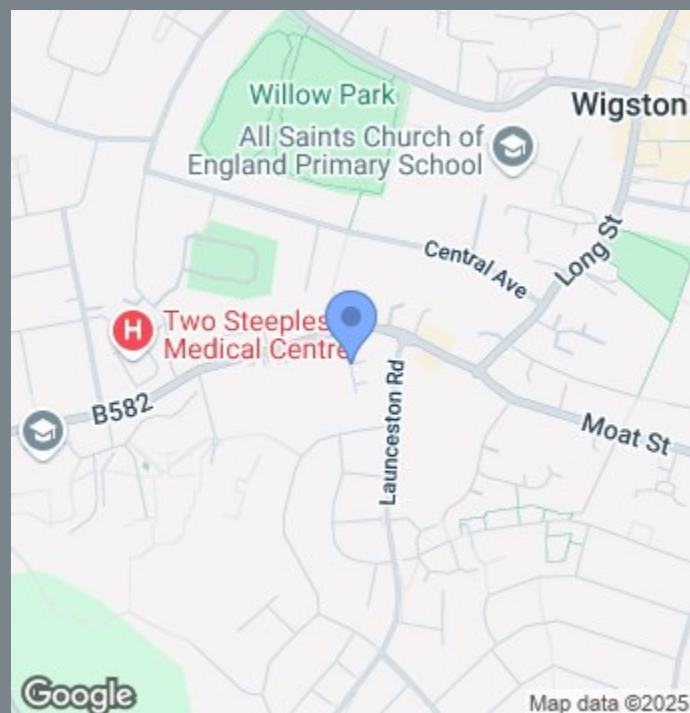 Willow Park
Wigston
All Saints Church of
England Primary School
Central Ave
Long St
H
Two Steeples
Medical Centre
B582
Launceston Rd
Moat St
Google
Map data ©2025